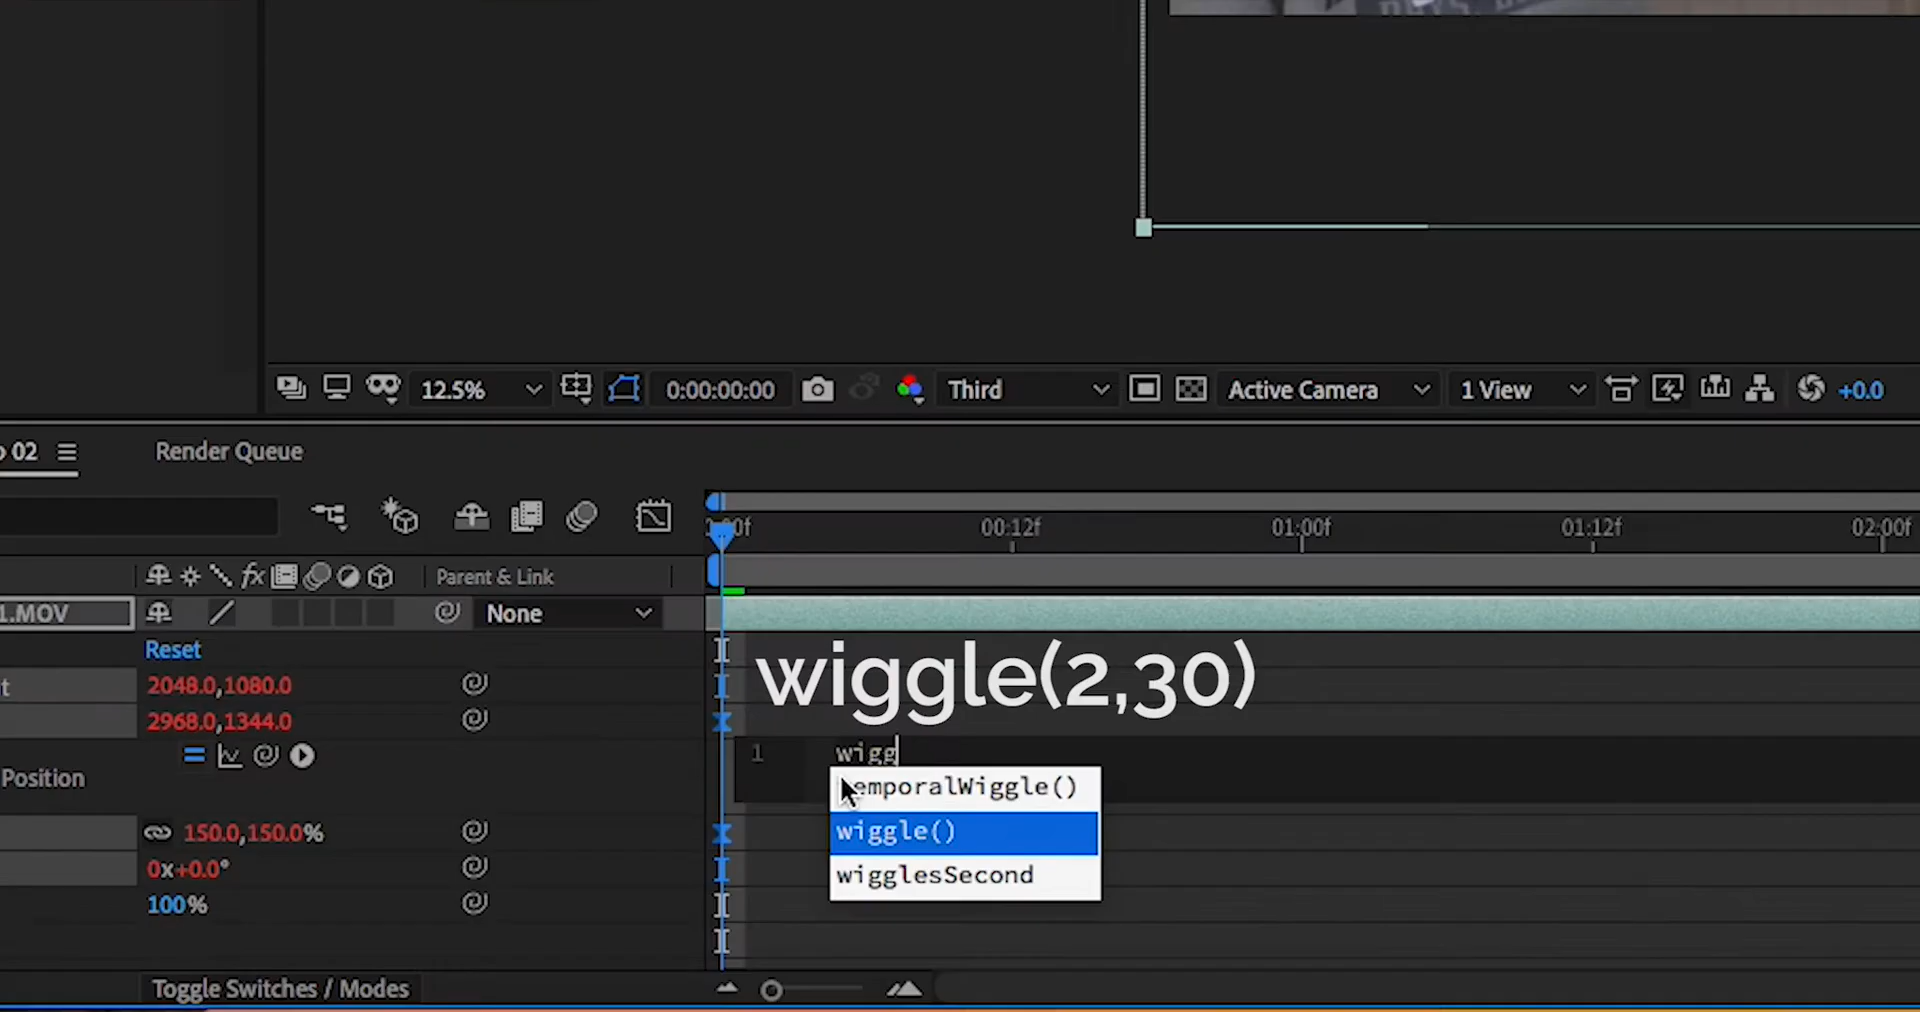 12.5%
0:00:00:00
Third
Active Camera
1 View
+0.0
02
Render Queue
00f
00:12f
01:00f
01:12f
02:00f
fx
Parent & Link
1.MOV
None
Reset
t
2048.0,1080.0
wiggle(2,30)
2968.0,1344.0
1
wigg
Position
emporalWiggle()
150.0,150.0%
wiggle()
0x+0.0°
wigglesSecond
100%
Toggle Switches / Modes